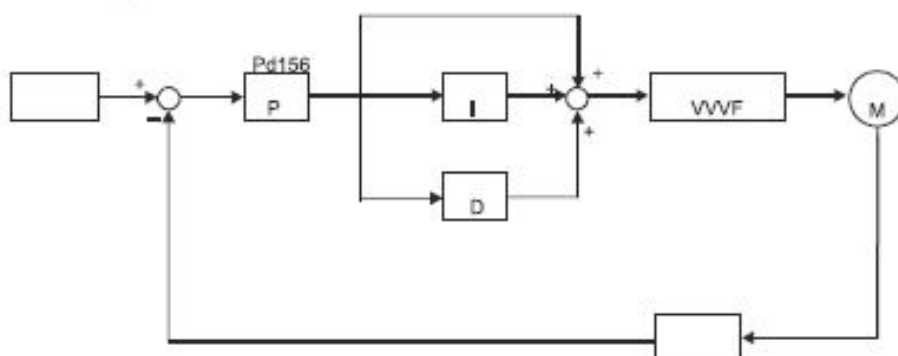 Pd156
+
P
I
+
+
+
VVVF
M
D
−